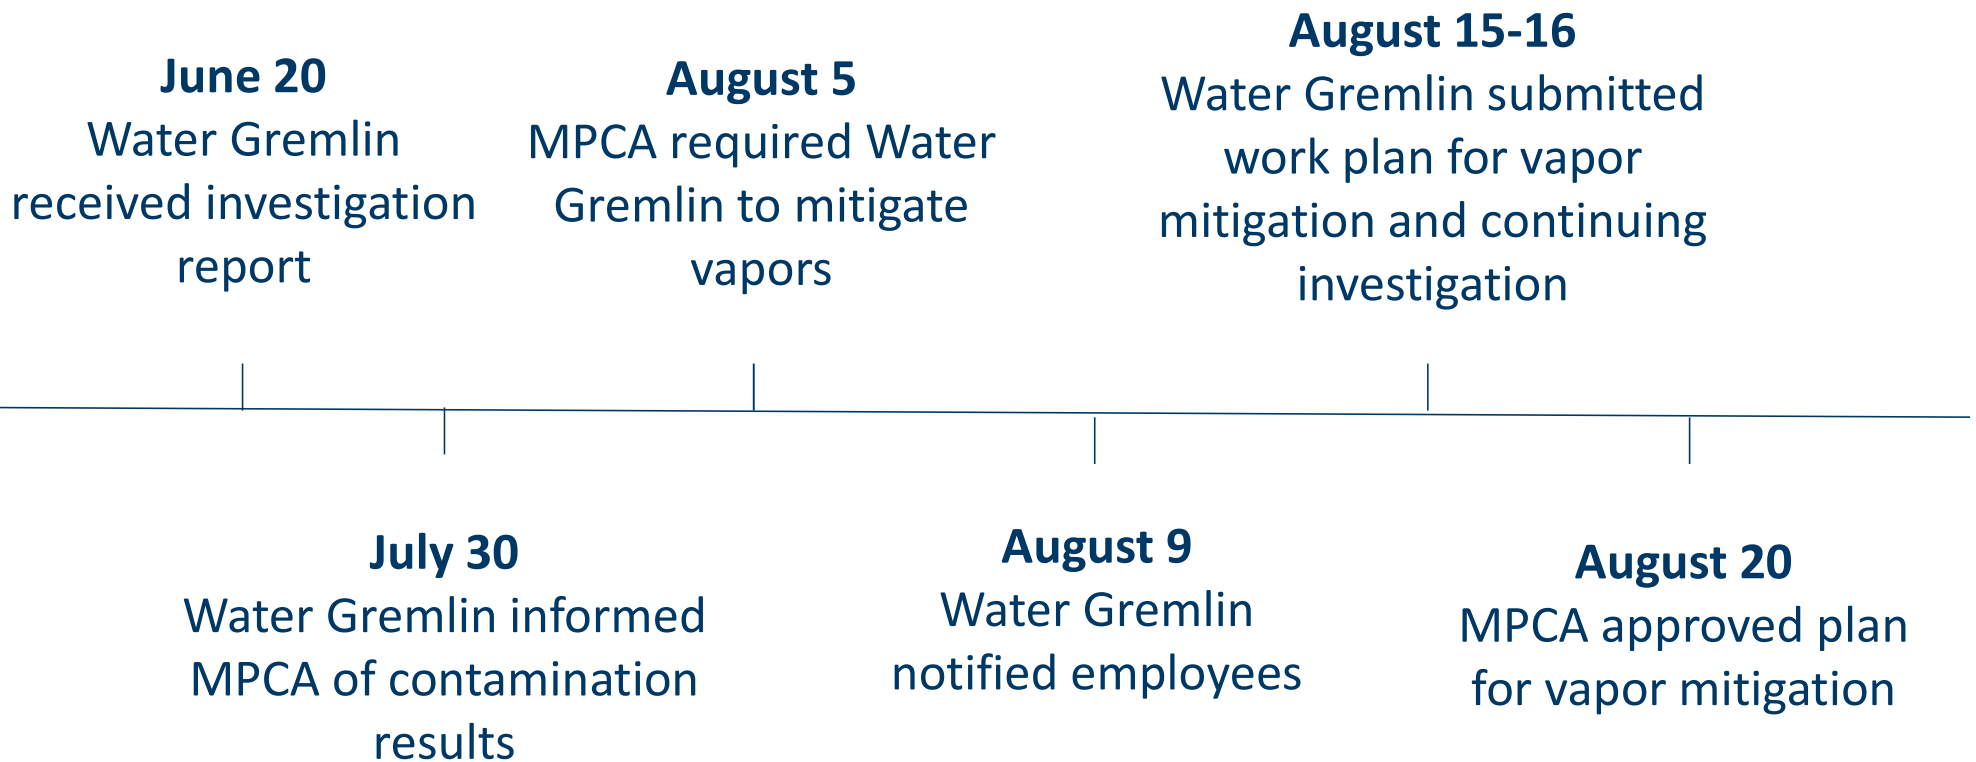 June 20
Water Gremlin
received investigation
report
July 30
Water Gremlin informed
MPCA of contamination
results
August 5
MPCA required Water
Gremlin to mitigate
vapors
August 9
Water Gremlin
notified employees
August 15-16
Water Gremlin submitted
work plan for vapor
mitigation and continuing
investigation
August 20
MPCA approved plan
for vapor mitigation